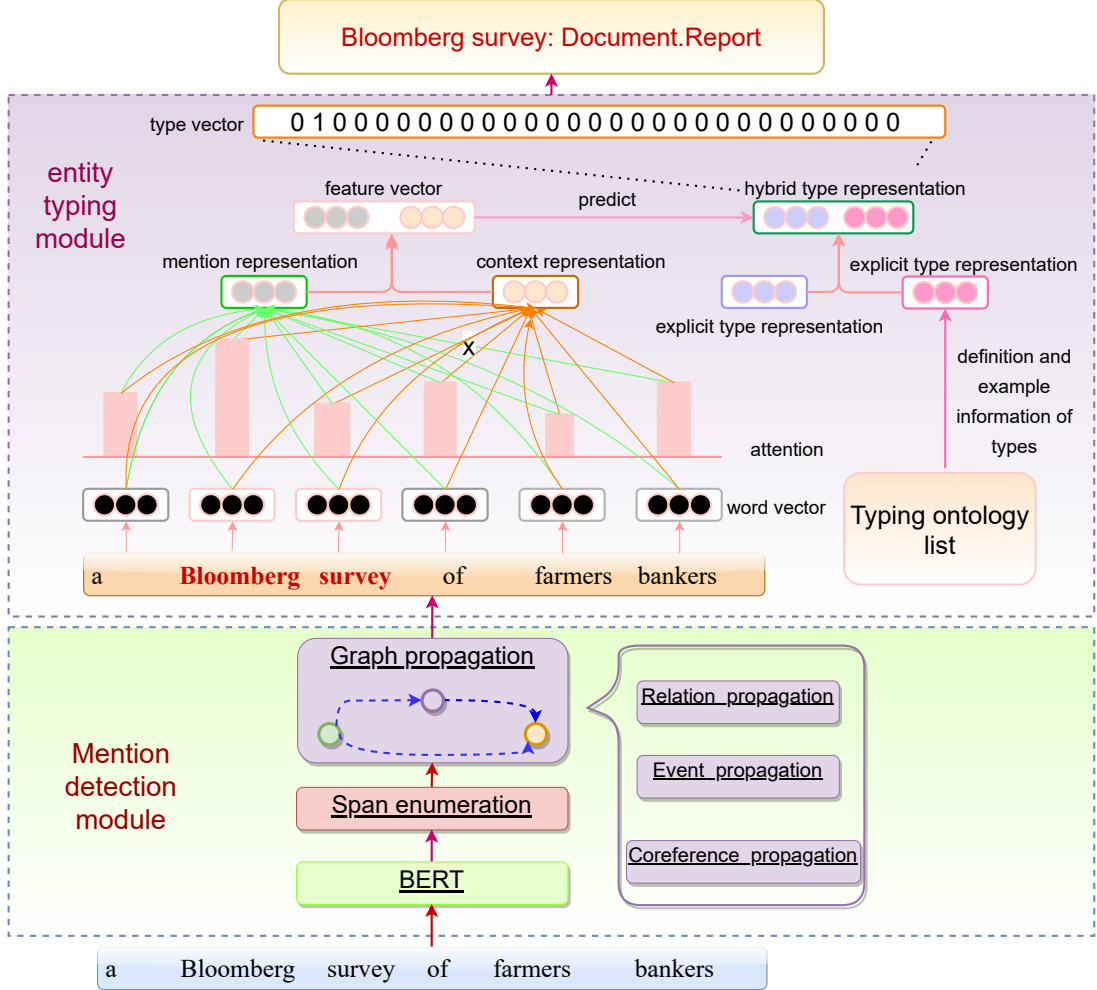 Bloomberg survey: Document.Report
type vector
0 1 0 0 0 0 0 0 0 0 0 0 0 0 0 0 0 0 0 0 0 0 0 0 0 0 0 0 0
entity
typing
module
feature vector
predict
hybrid type representation
mention representation
context representation
explicit type representation
explicit type representation
x
definition and
example
information of
types
attention
word vector
Typing ontology
list
a Bloomberg survey of farmers bankers
Graph propagation
Relation propagation
Event propagation
Coreference propagation
Mention
detection
module
Span enumeration
BERT
a Bloomberg survey of farmers bankers